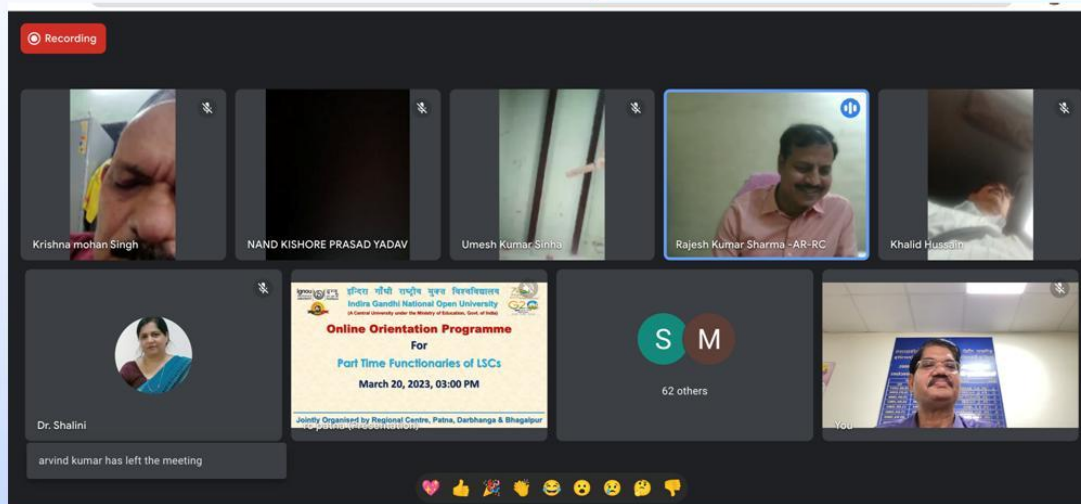 Recording
Krishna mohan Singh
NAND KISHORE PRASAD YADAV
Umesh Kumar Sinha
Rajesh Kumar Sharma -AR-RC
Khalid Hussain
Dr. Shalini
ignou
इन्दिरा गाँधी राष्ट्रीय मुक्त विश्वविद्यालय
Indira Gandhi National Open University
(A Central University under the Ministry of Education, Govt. of India)
Online Orientation Programme
For
Part Time Functionaries of LSCs
March 20, 2023, 03:00 PM
Jointly Organised by Regional Centre, Patna, Darbhanga & Bhagalpur
(Presentation)
S M
62 others
You
arvind kumar has left the meeting